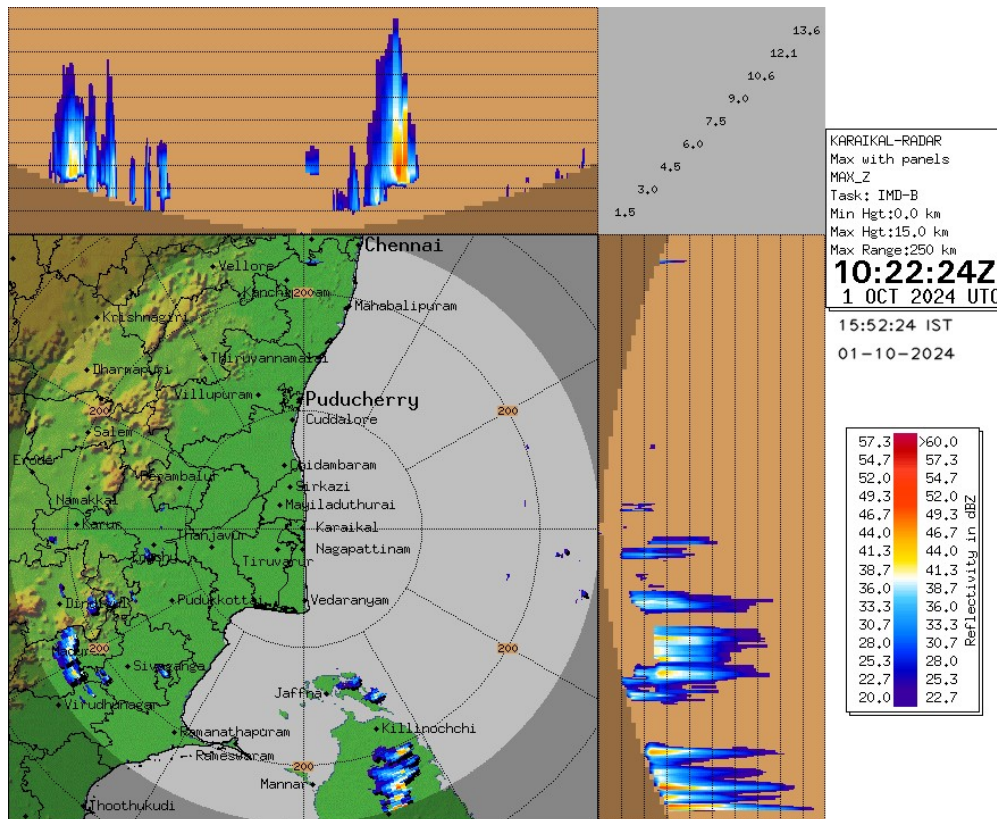 13.6
12.1
10.6
9.0
7.5
6.0
4.5
3.0
1.5
KARAIKAL-RADAR
Max with panels
MAX_Z
Task: IMD-B
Min Hgt:0.0 km
Max Hgt:15.0 km
Max Range:250 km
10:22:24Z
1 OCT 2024 UTC
15:52:24 IST
01-10-2024
Chennai
Vellore
200
Mahabalipuram
Krishnagiri
Thiruvannamalai
Dharmapuri
Villupuram
Puducherry
200
200
Cuddalore
Salem
Erode
Chidambaram
Perambalur
Sirkazi
Namakkal
Mayiladuthurai
Karur
Karaikal
Thanjavur
Nagapattinam
Tiruvarur
Pudukkottai
Vedaranyam
200
200
Sivaganga
Jaffna
Virudhunagar
Killinochchi
Ramanathapuram
Rameswaram
200
Mannar
Thoothukudi
57.3 >60.0
54.7 57.3
52.0 54.7
49.3 52.0
46.7 49.3
44.0 46.7
41.3 44.0
38.7 41.3
36.0 38.7
33.3 36.0
30.7 33.3
28.0 30.7
25.3 28.0
22.7 25.3
20.0 22.7
Reflectivity in dBZ